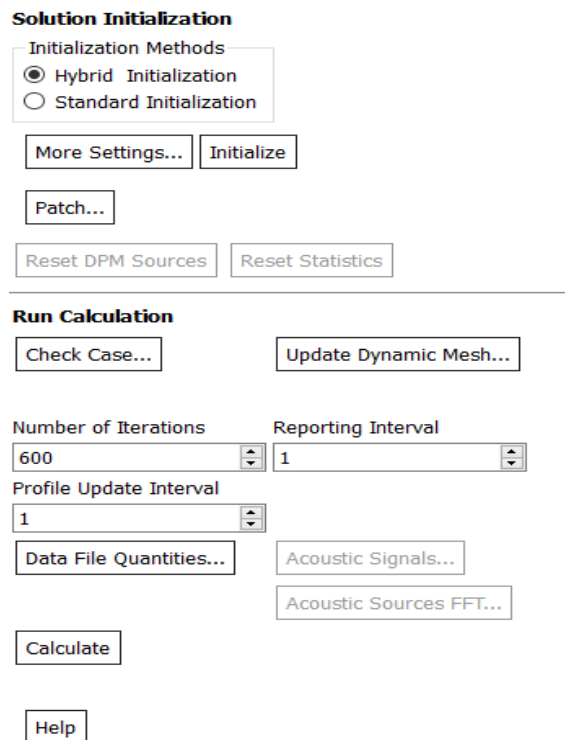 Solution Initialization
Initialization Methods
Hybrid Initialization
Standard Initialization
More Settings... Initialize
Patch...
Reset DPM Sources Reset Statistics
Run Calculation
Check Case... Update Dynamic Mesh...
Number of Iterations Reporting Interval
600 1
Profile Update Interval
1
Data File Quantities... Acoustic Signals...
Acoustic Sources FFT...
Calculate
Help